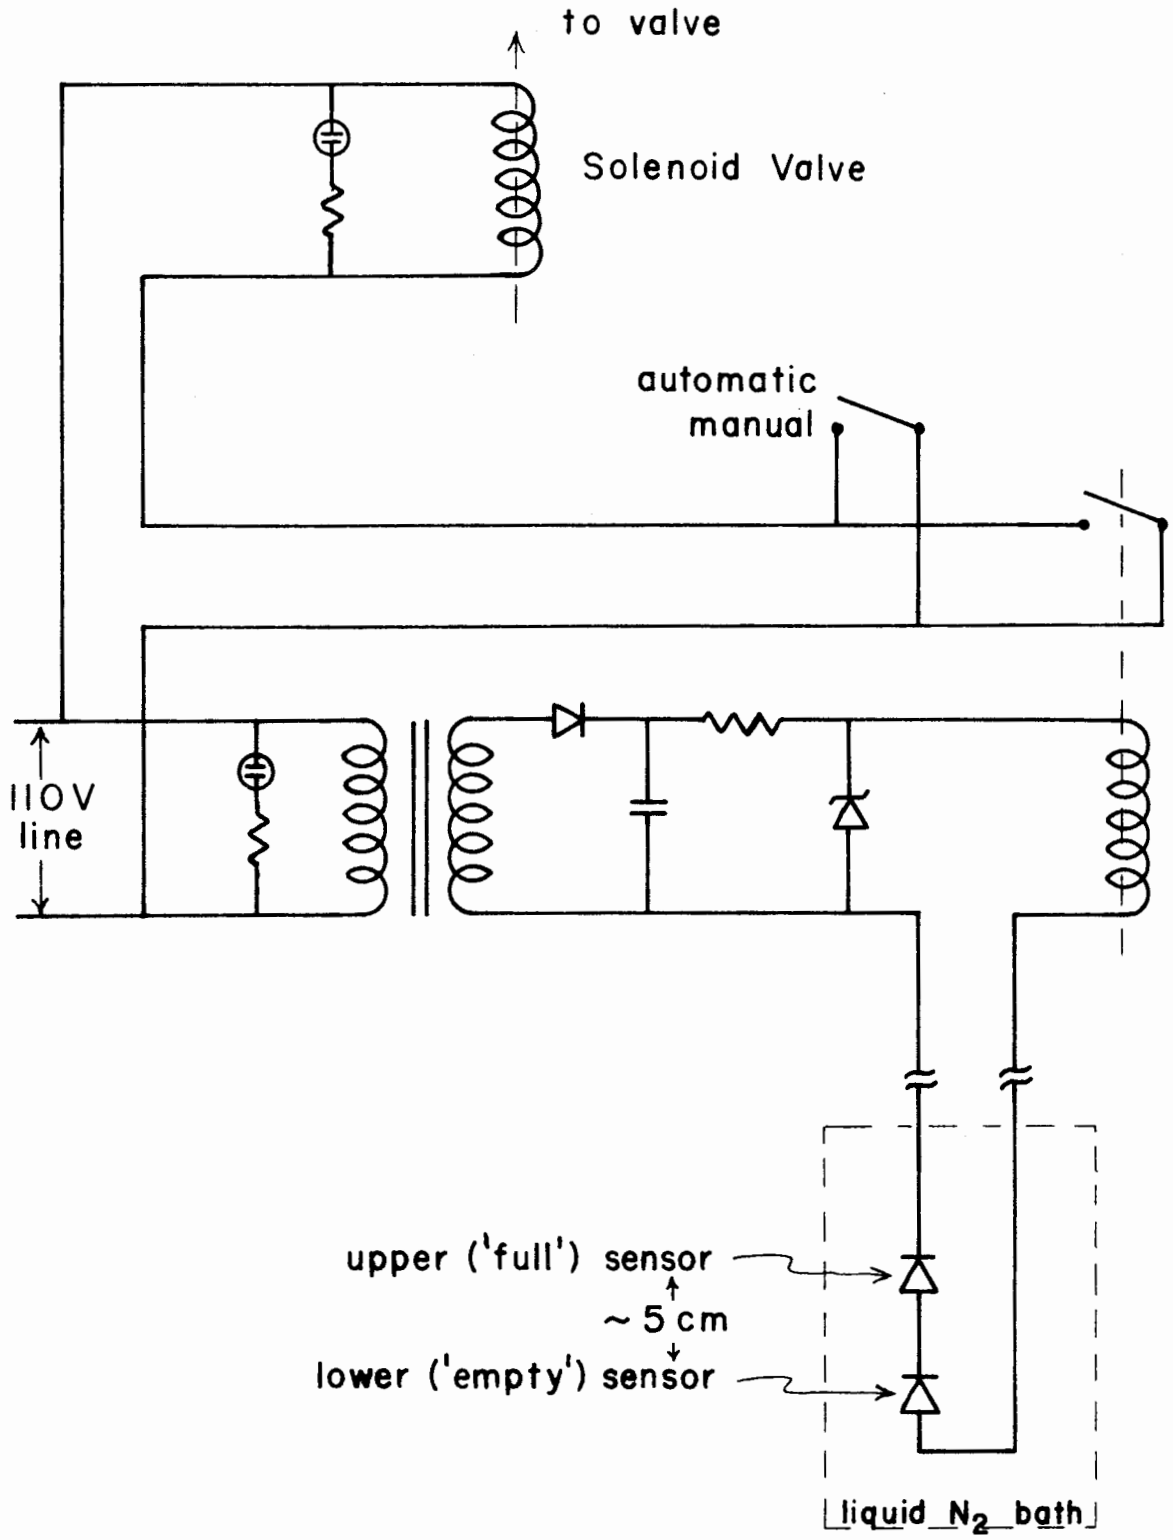 to valve
Solenoid Valve
automatic
manual
110V
line
upper ('full') sensor
~ 5 cm
lower ('empty') sensor
liquid N₂ bath